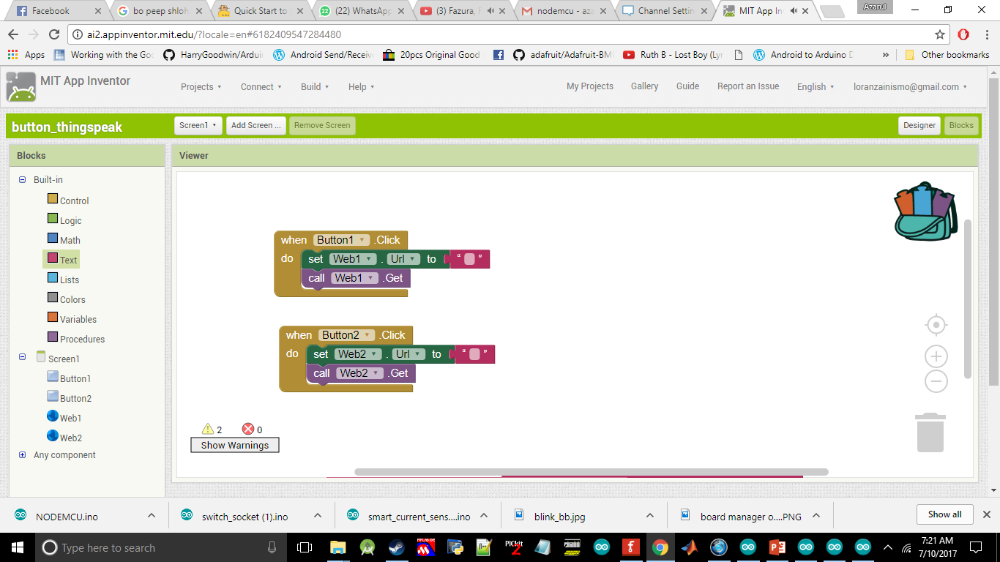 Facebook
bo peep shloh
Quick Start to
(22) WhatsApp
(3) Fazura, F
nodemcu - aza
Channel Settin
MIT App In
Azarul
ai2.appinventor.mit.edu/?locale=en#6182409547284480
Apps
Working with the Go
HarryGoodwin/Ardui
Android Send/Receiv
20pcs Original Good
adafruit/Adafruit-BM
Ruth B - Lost Boy (Ly
Android to Arduino D
»
Other bookmarks
MIT App Inventor
Projects
Connect
Build
Help
My Projects
Gallery
Guide
Report an Issue
English
loranzainismo@gmail.com
button_thingspeak
Screen1
Add Screen ...
Remove Screen
Designer
Blocks
Blocks
Viewer
Built-in
Control
Logic
Math
Text
Lists
Colors
Variables
Procedures
Screen1
Button1
Button2
Web1
Web2
Any component
when Button1 .Click
do set Web1 . Url to “ ”
call Web1 .Get
when Button2 .Click
do set Web2 . Url to “ ”
call Web2 .Get
2 0
Show Warnings
NODEMCU.ino
switch_socket (1).ino
smart_current_sens....ino
blink_bb.jpg
board manager o....PNG
Show all
Type here to search
PICkit 2
7:21 AM
7/10/2017